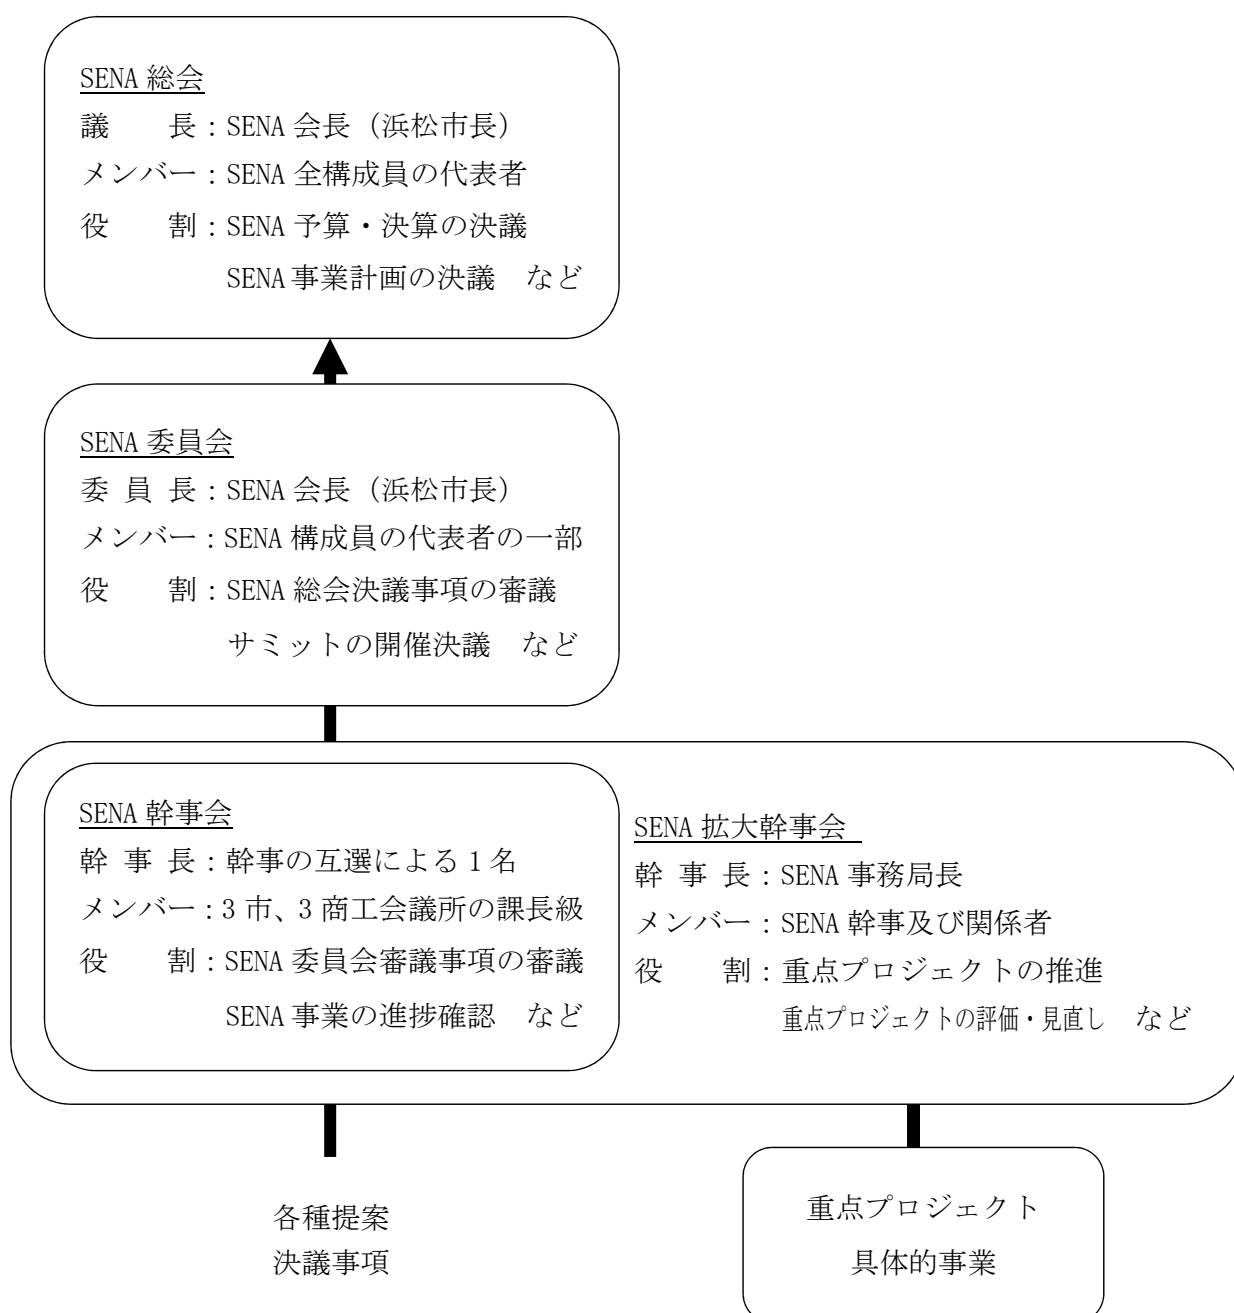 SENA 総会
議　　長：SENA 会長（浜松市長）
メンバー：SENA 全構成員の代表者
役　　割：SENA 予算・決算の決議
SENA 事業計画の決議　など
SENA 委員会
委 員 長：SENA 会長（浜松市長）
メンバー：SENA 構成員の代表者の一部
役　　割：SENA 総会決議事項の審議
サミットの開催決議　など
SENA 幹事会
幹 事 長：幹事の互選による 1 名
メンバー：3 市、3 商工会議所の課長級
役　　割：SENA 委員会審議事項の審議
SENA 事業の進捗確認　など
SENA 拡大幹事会
幹 事 長：SENA 事務局長
メンバー：SENA 幹事及び関係者
役　　割：重点プロジェクトの推進
重点プロジェクトの評価・見直し　など
各種提案
決議事項
重点プロジェクト
具体的事業